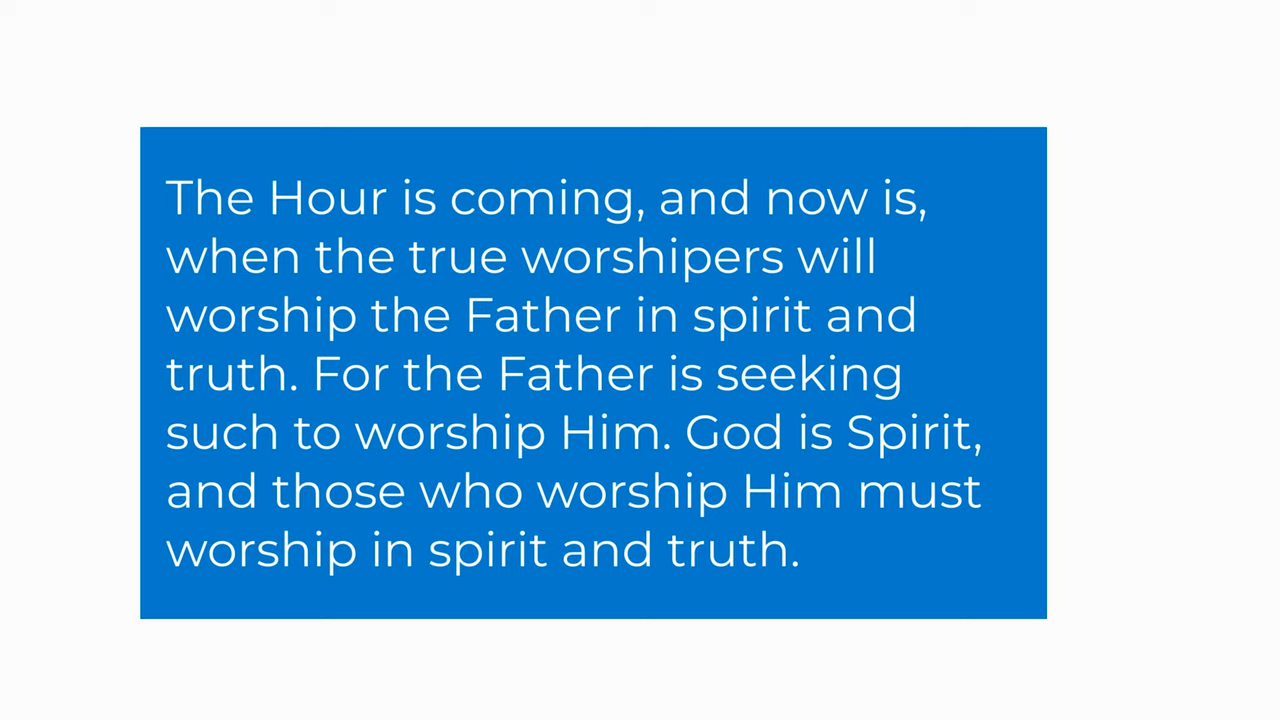 The Hour is coming, and now is,
when the true worshipers will
worship the Father in spirit and
truth. For the Father is seeking
such to worship Him. God is Spirit,
and those who worship Him must
worship in spirit and truth.